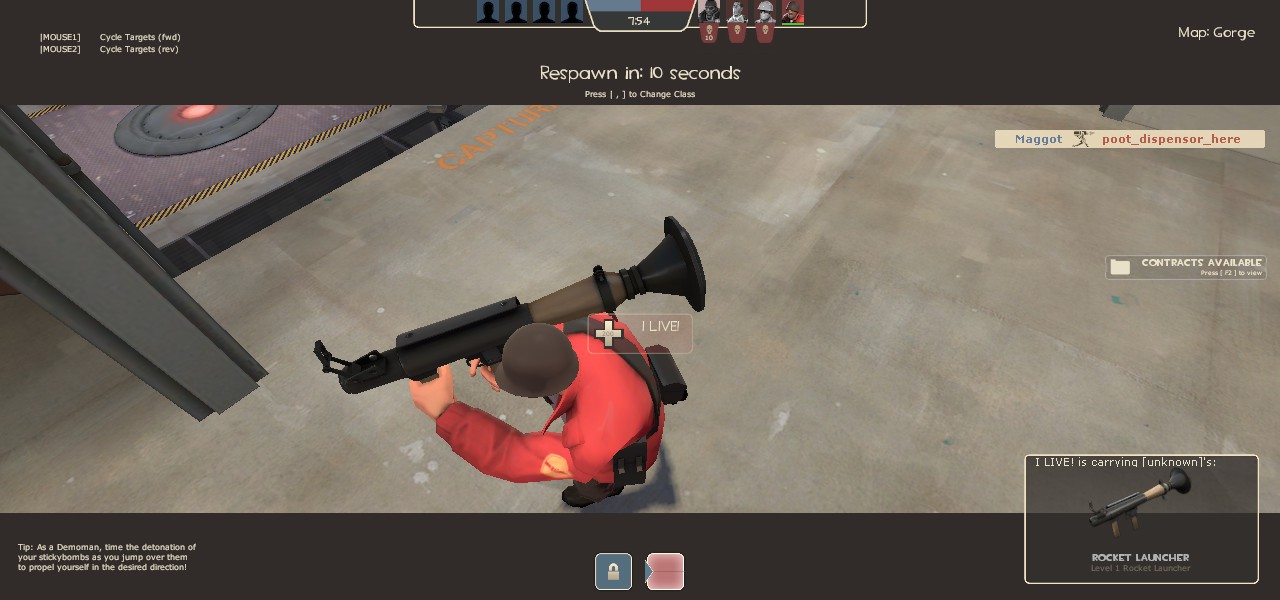 7:54
10
[MOUSE1] Cycle Targets (fwd)
[MOUSE2] Cycle Targets (rev)
Map: Gorge
Respawn in: 10 seconds
Press [ , ] to Change Class
CAPTURE
Maggot poot_dispensor_here
CONTRACTS AVAILABLE
Press [ F2 ] to view
I LIVE!
I LIVE! is carrying [unknown]'s:
ROCKET LAUNCHER
Level 1 Rocket Launcher
Tip: As a Demoman, time the detonation of
your stickybombs as you jump over them
to propel yourself in the desired direction!